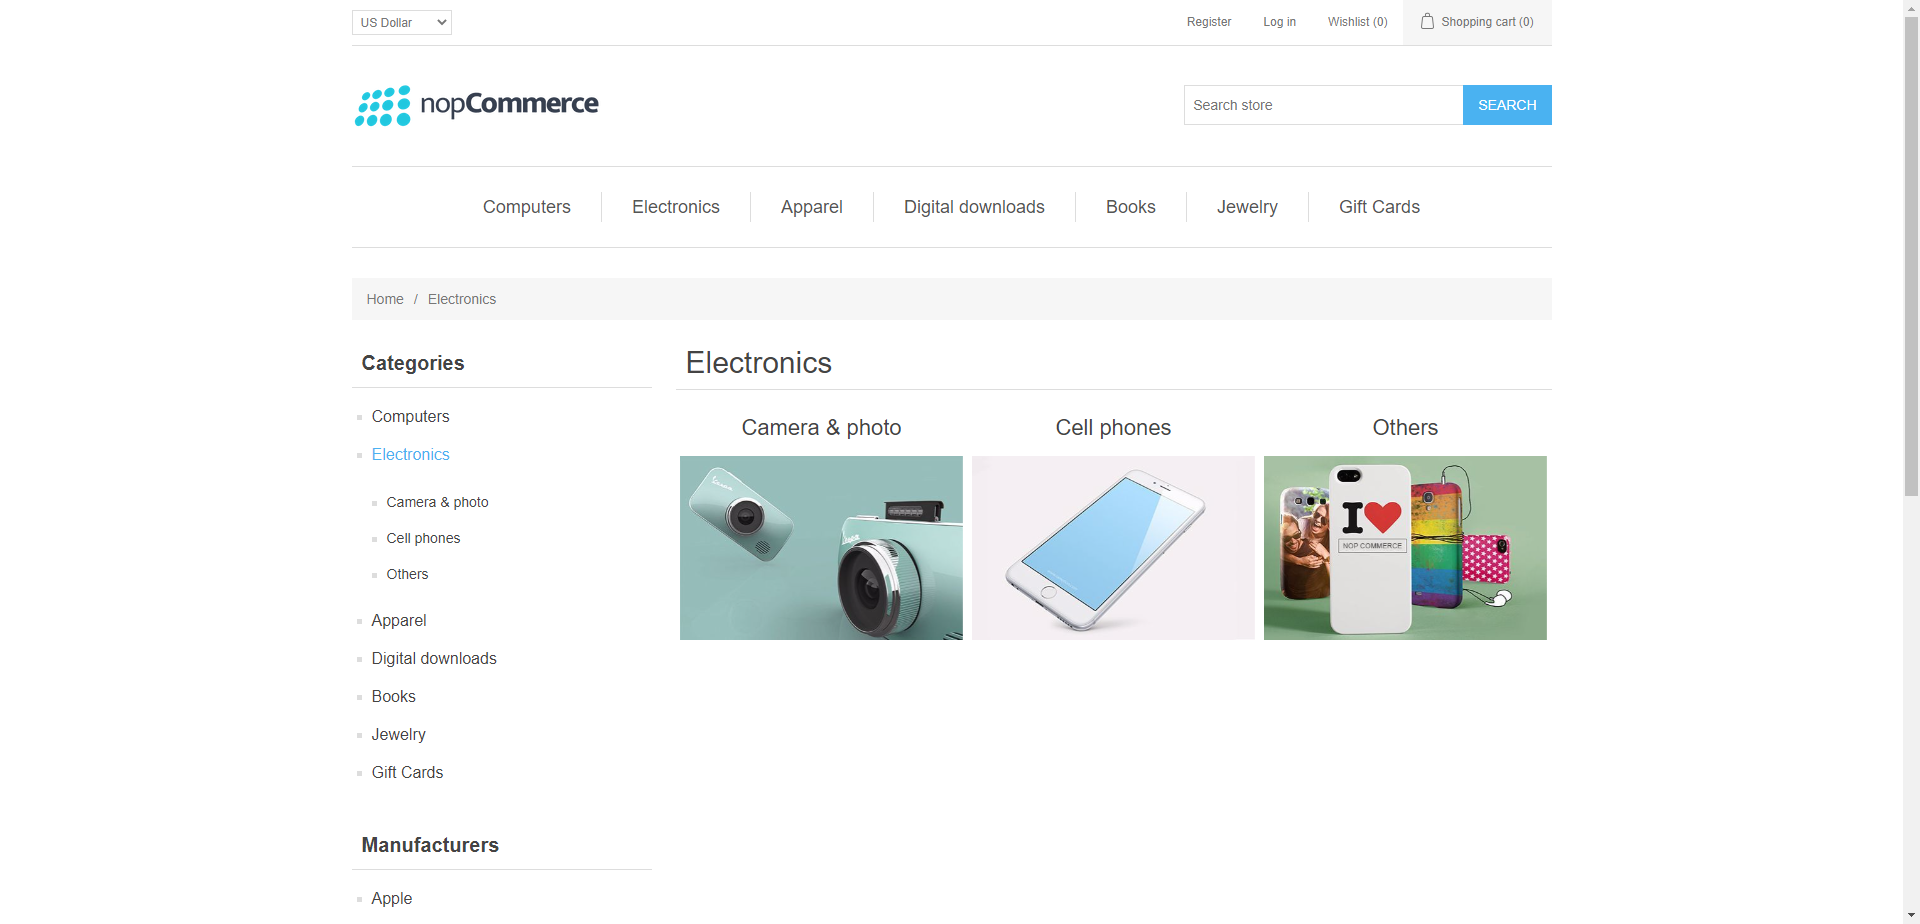 US Dollar
Register
Log in
Wishlist (0)
Shopping cart (0)
nopCommerce
Search store
SEARCH
Computers
Electronics
Apparel
Digital downloads
Books
Jewelry
Gift Cards
Home / Electronics
Categories
Computers
Electronics
Camera & photo
Cell phones
Others
Apparel
Digital downloads
Books
Jewelry
Gift Cards
Manufacturers
Apple
Electronics
Camera & photo
Cell phones
Others
I
NOP COMMERCE